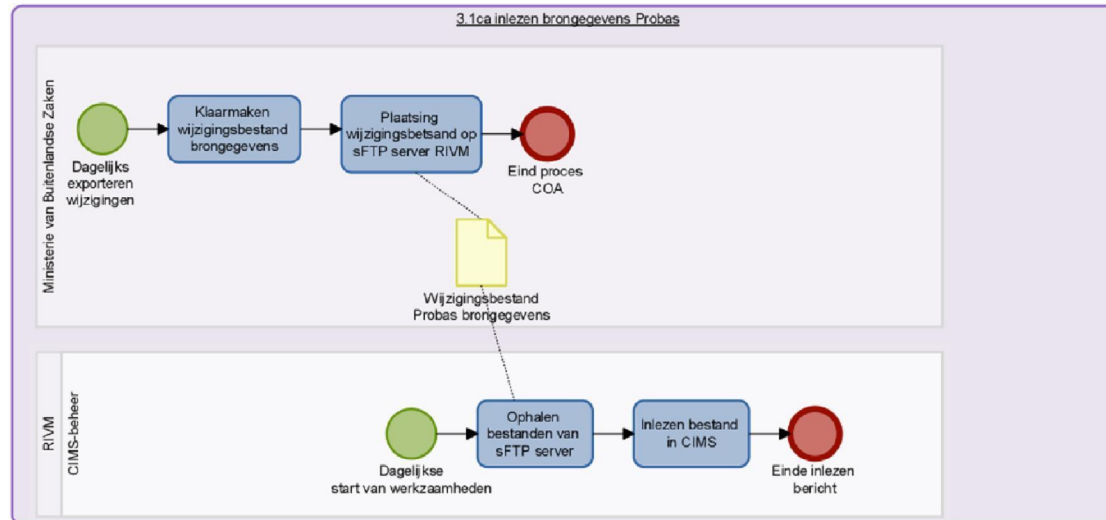 3.1ca inlezen brongegevens Probas
Ministerie van Buitenlandse Zaken
Dagelijks
exporteren
wijzigingen
Klaarmaken
wijzigingsbestand
brongegevens
Plaatsing
wijzigingsbetsand op
sFTP server RIVM
Eind proces
COA
Wijzigingsbestand
Probas brongegevens
RIVM
CIMS-beheer
Dagelijkse
start van werkzaamheden
Ophalen
bestanden van
sFTP server
Inlezen bestand
in CIMS
Einde inlezen
bericht